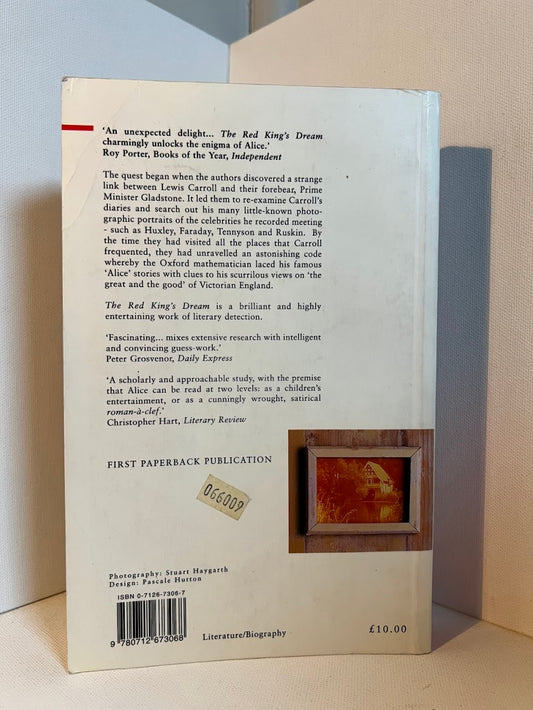 'An unexpected delight... The Red King's Dream
charmingly unlocks the enigma of Alice.'
Roy Porter, Books of the Year, Independent
The quest began when the authors discovered a strange
link between Lewis Carroll and their forebear, Prime
Minister Gladstone. It led them to re-examine Carroll's
diaries and search out his many little-known photo-
graphic portraits of the celebrities he recorded meeting
- such as Huxley, Faraday, Tennyson and Ruskin. By
the time they had visited all the places that Carroll
frequented, they had unravelled an astonishing code
whereby the Oxford mathematician laced his famous
'Alice' stories with clues to his scurrilous views on 'the
great and the good' of Victorian England.
The Red King's Dream is a brilliant and highly
entertaining work of literary detection.
'Fascinating... mixes extensive research with intelligent
and convincing guess-work.'
Peter Grosvenor, Daily Express
'A scholarly and approachable study, with the premise
that Alice can be read at two levels: as a children's
entertainment, or as a cunningly wrought, satirical
roman-à-clef.'
Christopher Hart, Literary Review
FIRST PAPERBACK PUBLICATION
066009
Photography: Stuart Haygarth
Design: Pascale Hutton
ISBN 0-7126-7306-7
9 780712 673068
Literature/Biography
£10.00